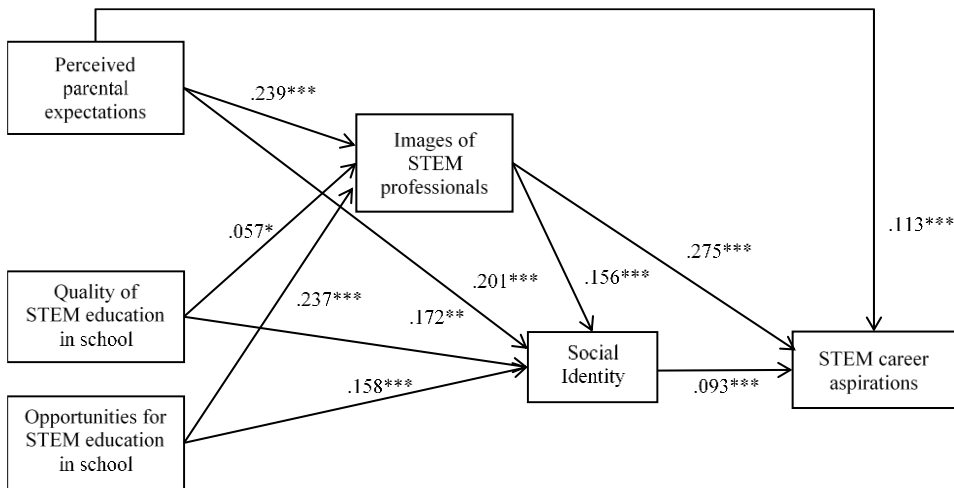 Perceived
parental
expectations
.239***
Images of
STEM
professionals
.057*
.113***
.275***
.201***
.156***
Quality of
STEM education
in school
.237***
.172**
Social
Identity
STEM career
aspirations
.158***
.093***
Opportunities for
STEM education
in school